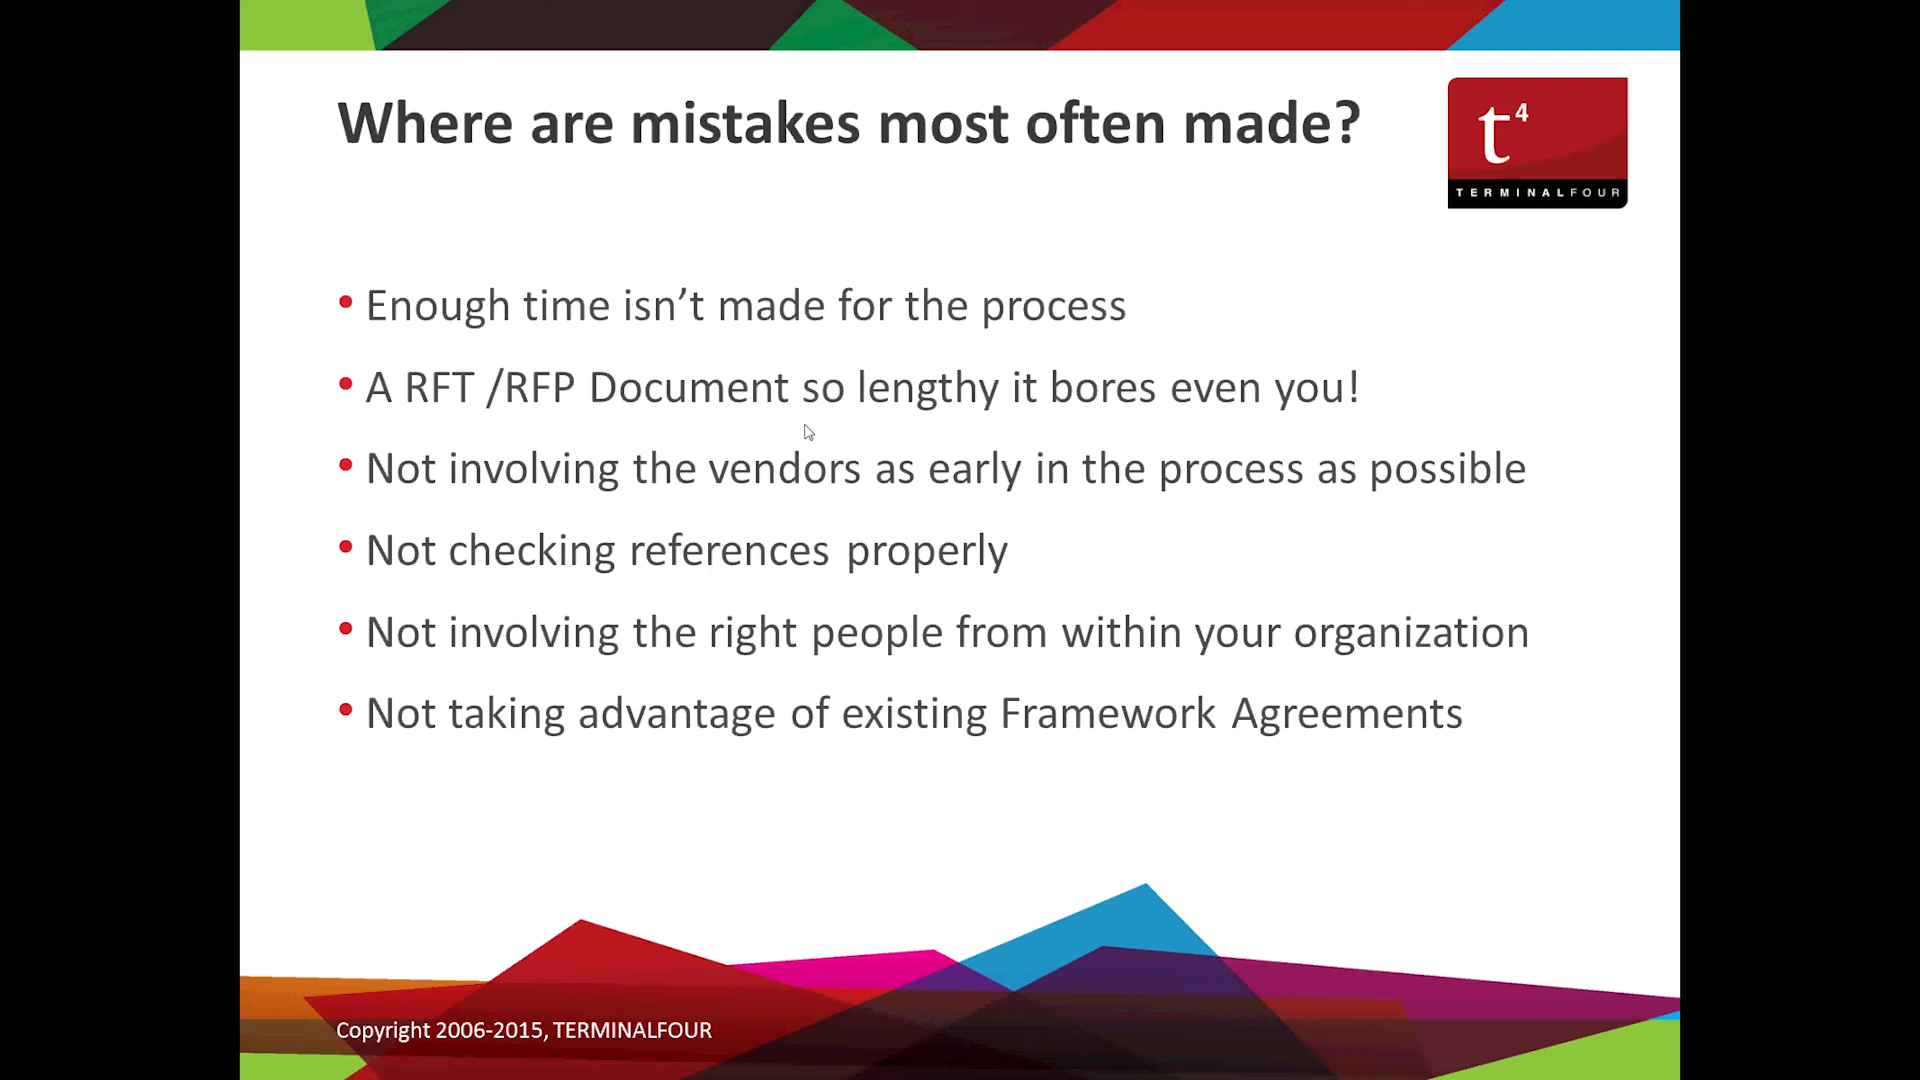 Where are mistakes most often made?
t4
TERMINALFOUR
• Enough time isn’t made for the process
• A RFT /RFP Document so lengthy it bores even you!
• Not involving the vendors as early in the process as possible
• Not checking references properly
• Not involving the right people from within your organization
• Not taking advantage of existing Framework Agreements
Copyright 2006-2015, TERMINALFOUR